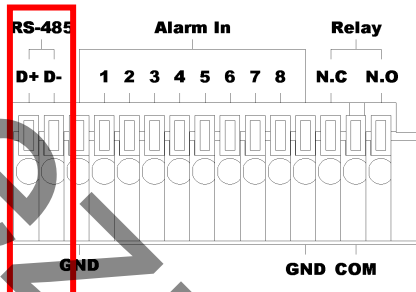 RS-485 Alarm In Relay
D+ D- 1 2 3 4 5 6 7 8 N.C N.O
GND GND COM